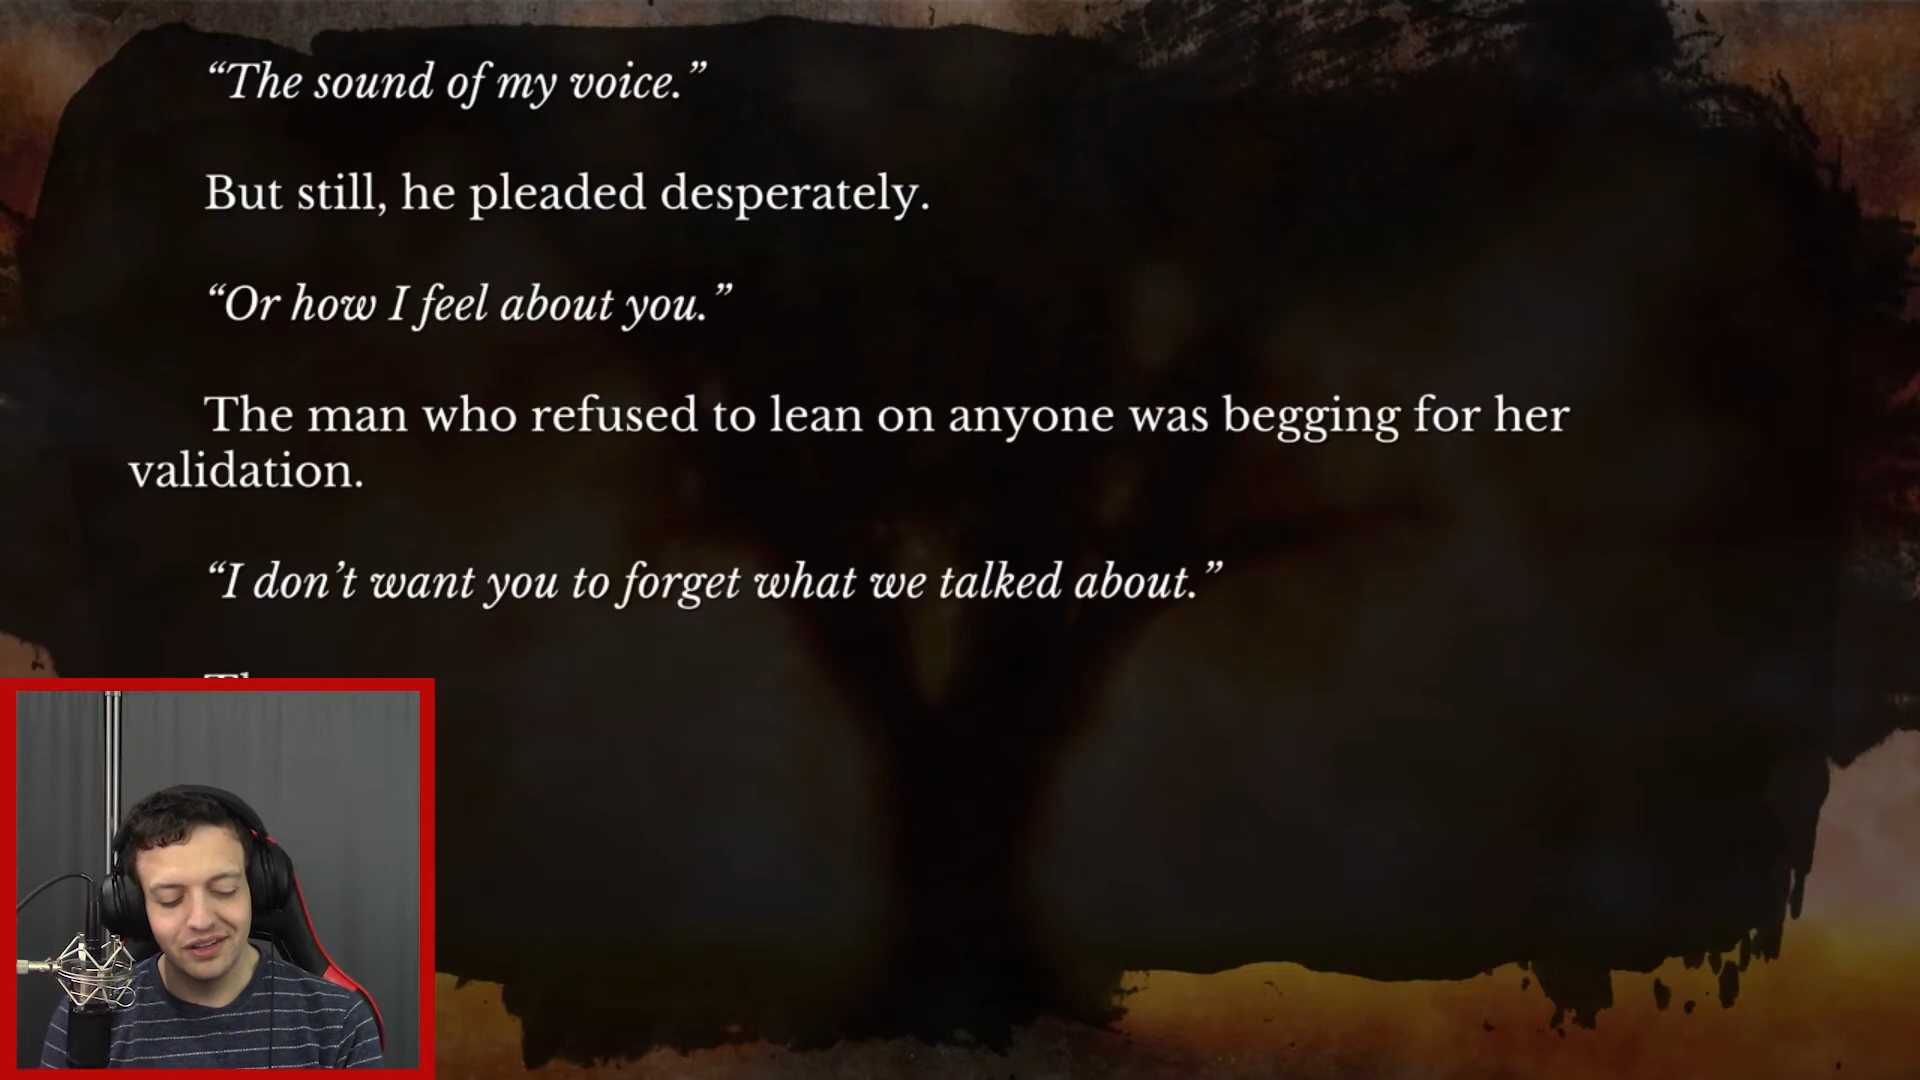 “The sound of my voice.”
But still, he pleaded desperately.
“Or how I feel about you.”
The man who refused to lean on anyone was begging for her
validation.
“I don’t want you to forget what we talked about.”